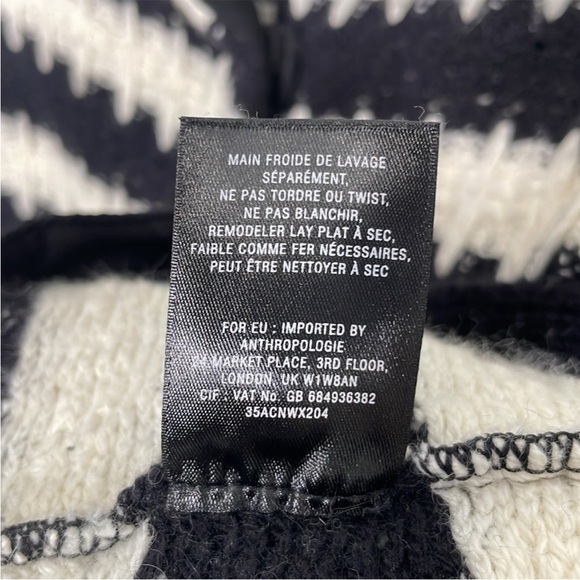 MAIN FROIDE DE LAVAGE
SÉPARÉMENT,
NE PAS TORDRE OU TWIST,
NE PAS BLANCHIR,
REMODELER LAY PLAT À SEC,
FAIBLE COMME FER NÉCESSAIRES,
PEUT ÊTRE NETTOYER À SEC
FOR EU : IMPORTED BY
ANTHROPOLOGIE
MARKET PLACE, 3RD FLOOR,
LONDON, UK W1W8AN
CIF : VAT No. GB 684936382
35ACNWX204